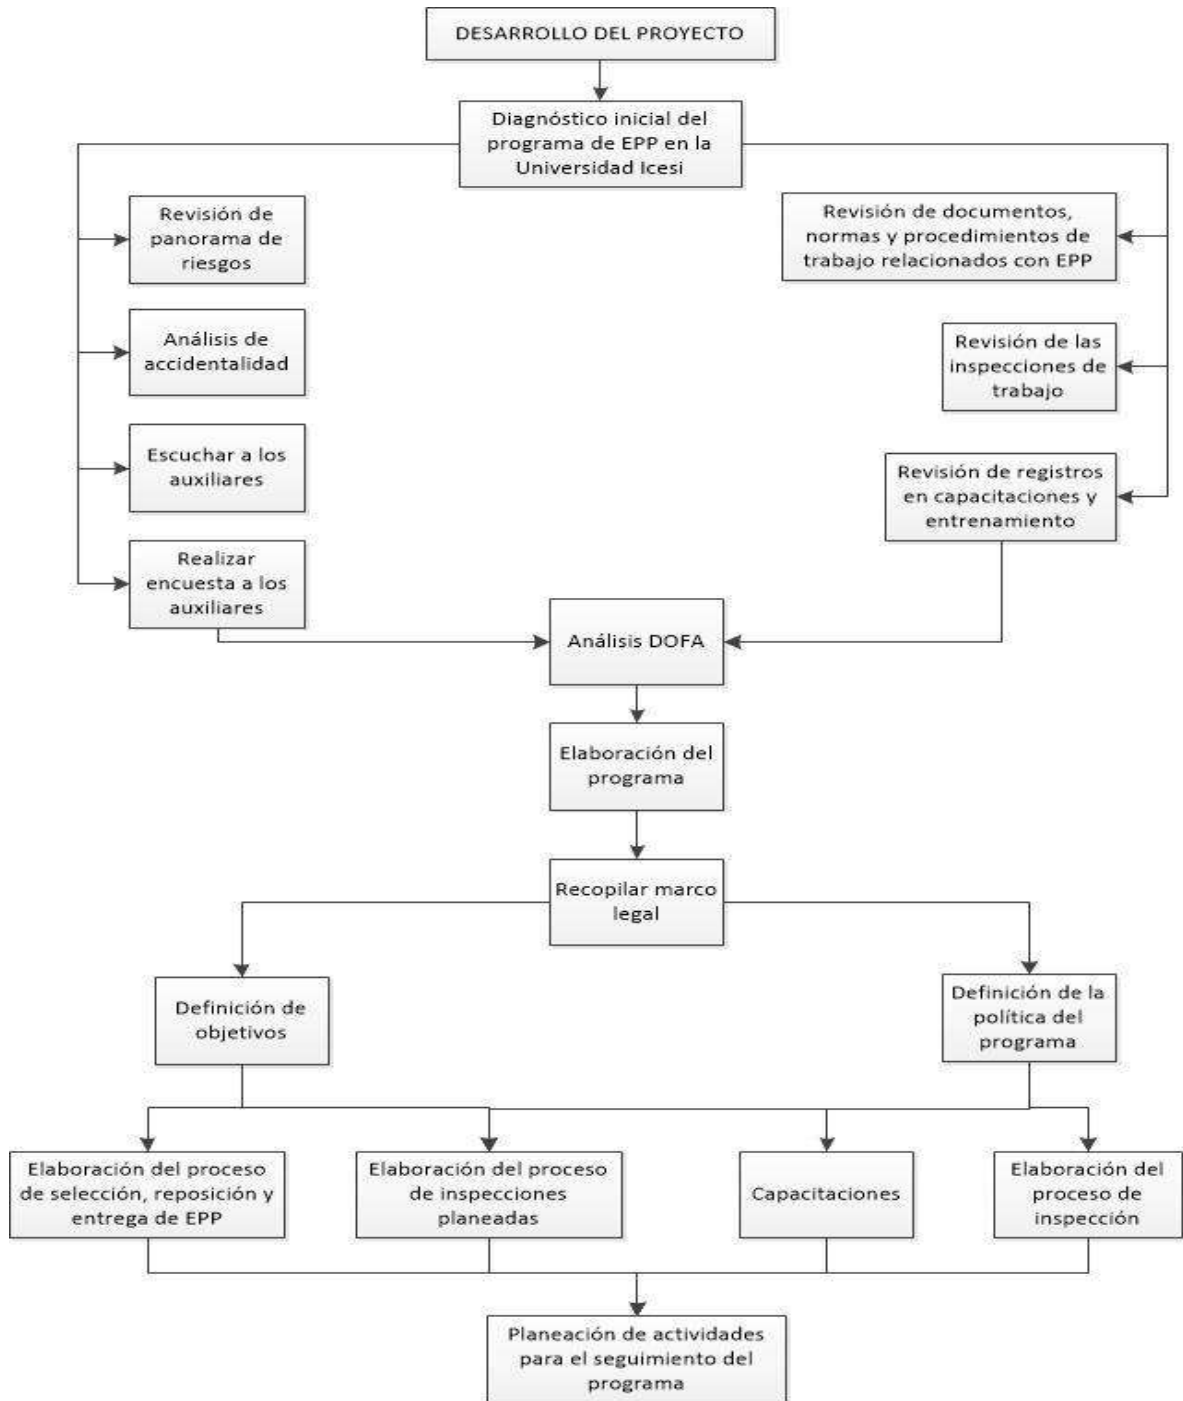 DESARROLLO DEL PROYECTO
Diagnóstico inicial del
programa de EPP en la
Universidad Icesi
Revisión de
panorama de
riesgos
Revisión de documentos,
normas y procedimientos de
trabajo relacionados con EPP
Análisis de
accidentalidad
Revisión de las
inspecciones de
trabajo
Escuchar a los
auxiliares
Revisión de registros
en capacitaciones y
entrenamiento
Realizar
encuesta a los
auxiliares
Análisis DOFA
Elaboración del
programa
Recopilar marco
legal
Definición de
objetivos
Definición de la
política del
programa
Elaboración del proceso
de selección, reposición y
entrega de EPP
Elaboración del proceso
de inspecciones
planeadas
Capacitaciones
Elaboración del
proceso de
inspección
Planeación de actividades
para el seguimiento del
programa